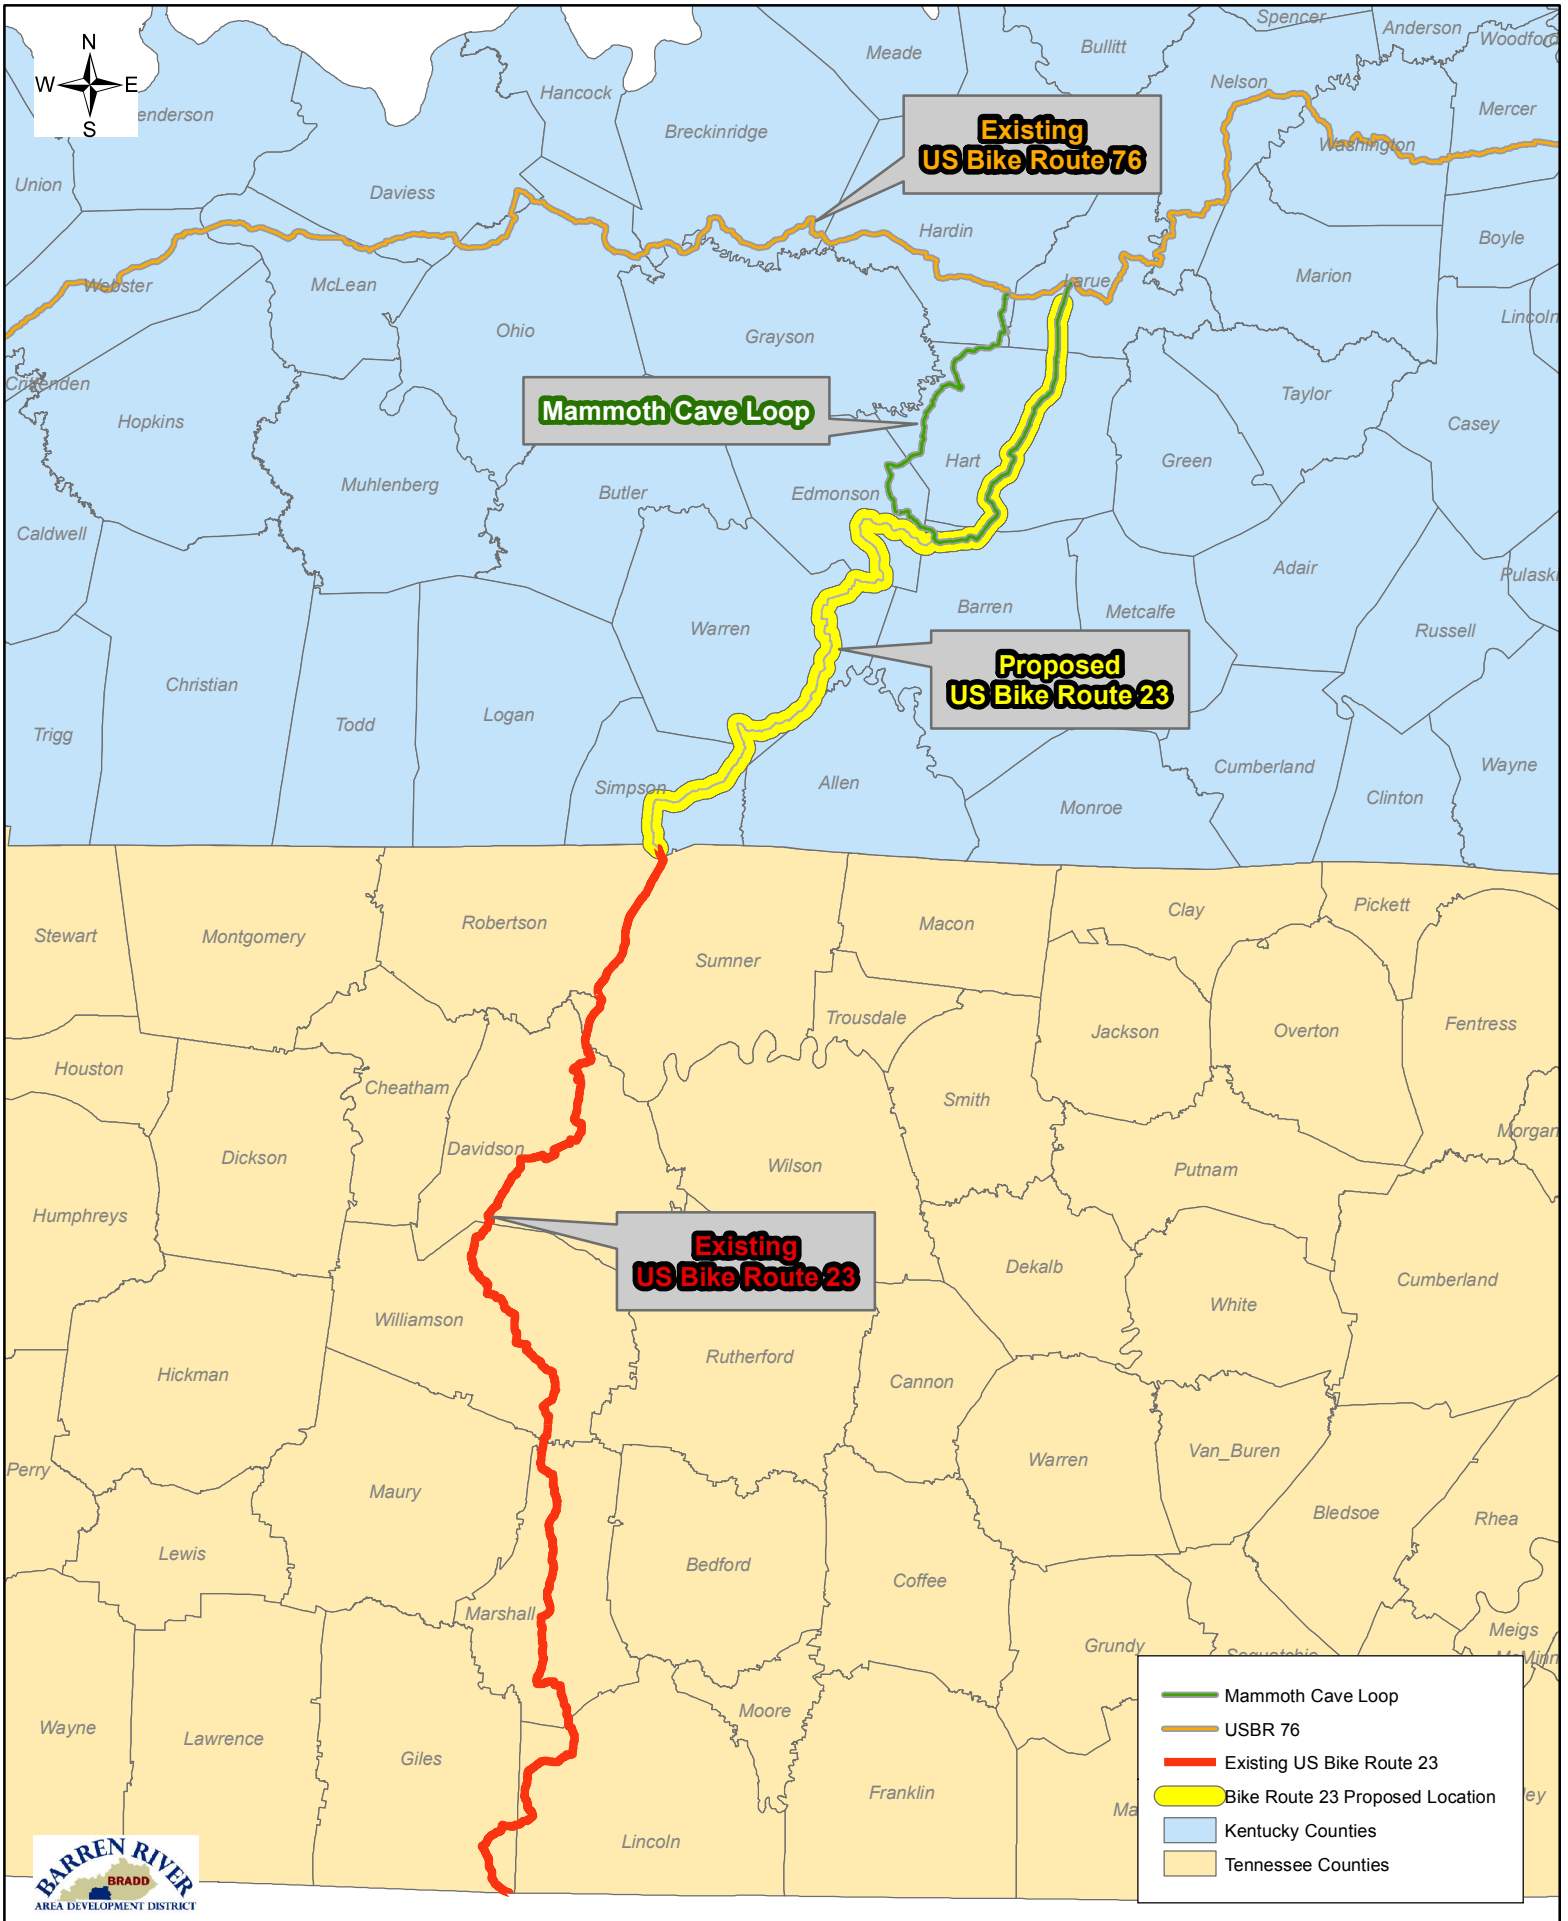 N
W E
S
Spencer
Anderson
Woodford
Meade
Bullitt
Nelson
Hancock
Mercer
enderson
Breckinridge
Existing
US Bike Route 76
Washington
Union
Daviess
Hardin
Boyle
Webster
McLean
Larue
Marion
Ohio
Grayson
Lincoln
Crittenden
Taylor
Mammoth Cave Loop
Hopkins
Casey
Hart
Green
Muhlenberg
Butler
Edmonson
Caldwell
Adair
Pulaski
Barren
Metcalfe
Warren
Russell
Proposed
US Bike Route 23
Christian
Logan
Todd
Trigg
Cumberland
Wayne
Simpson
Allen
Monroe
Clinton
Stewart
Montgomery
Robertson
Macon
Clay
Pickett
Sumner
Trousdale
Jackson
Overton
Fentress
Houston
Cheatham
Smith
Morgan
Dickson
Davidson
Wilson
Putnam
Humphreys
Existing
US Bike Route 23
Dekalb
Cumberland
White
Williamson
Hickman
Rutherford
Cannon
Perry
Maury
Warren
Van_Buren
Bledsoe
Rhea
Lewis
Bedford
Coffee
Marshall
Grundy
Sequatchie
Meigs
McMinn
Wayne
Lawrence
Giles
Moore
Franklin
Lincoln
Ma
ley
Mammoth Cave Loop
USBR 76
Existing US Bike Route 23
Bike Route 23 Proposed Location
Kentucky Counties
Tennessee Counties
BARREN RIVER
BRADD
AREA DEVELOPMENT DISTRICT